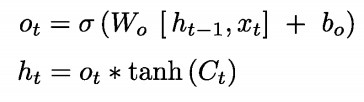 o_t = σ (W_o [h_{t−1}, x_t] + b_o)
h_t = o_t * tanh (C_t)